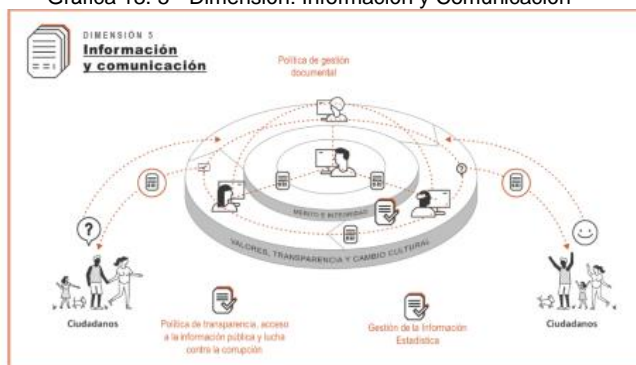 Gráfica 13. 5ª Dimensión: Información y Comunicación
DIMENSIÓN 5
Información
y comunicación
Política de gestión
documental
MÉRITO E INTEGRIDAD
VALORES, TRANSPARENCIA Y CAMBIO CULTURAL
?
Ciudadanos
Política de transparencia, acceso
a la información pública y lucha
contra la corrupción
Gestión de la Información
Estadística
Ciudadanos